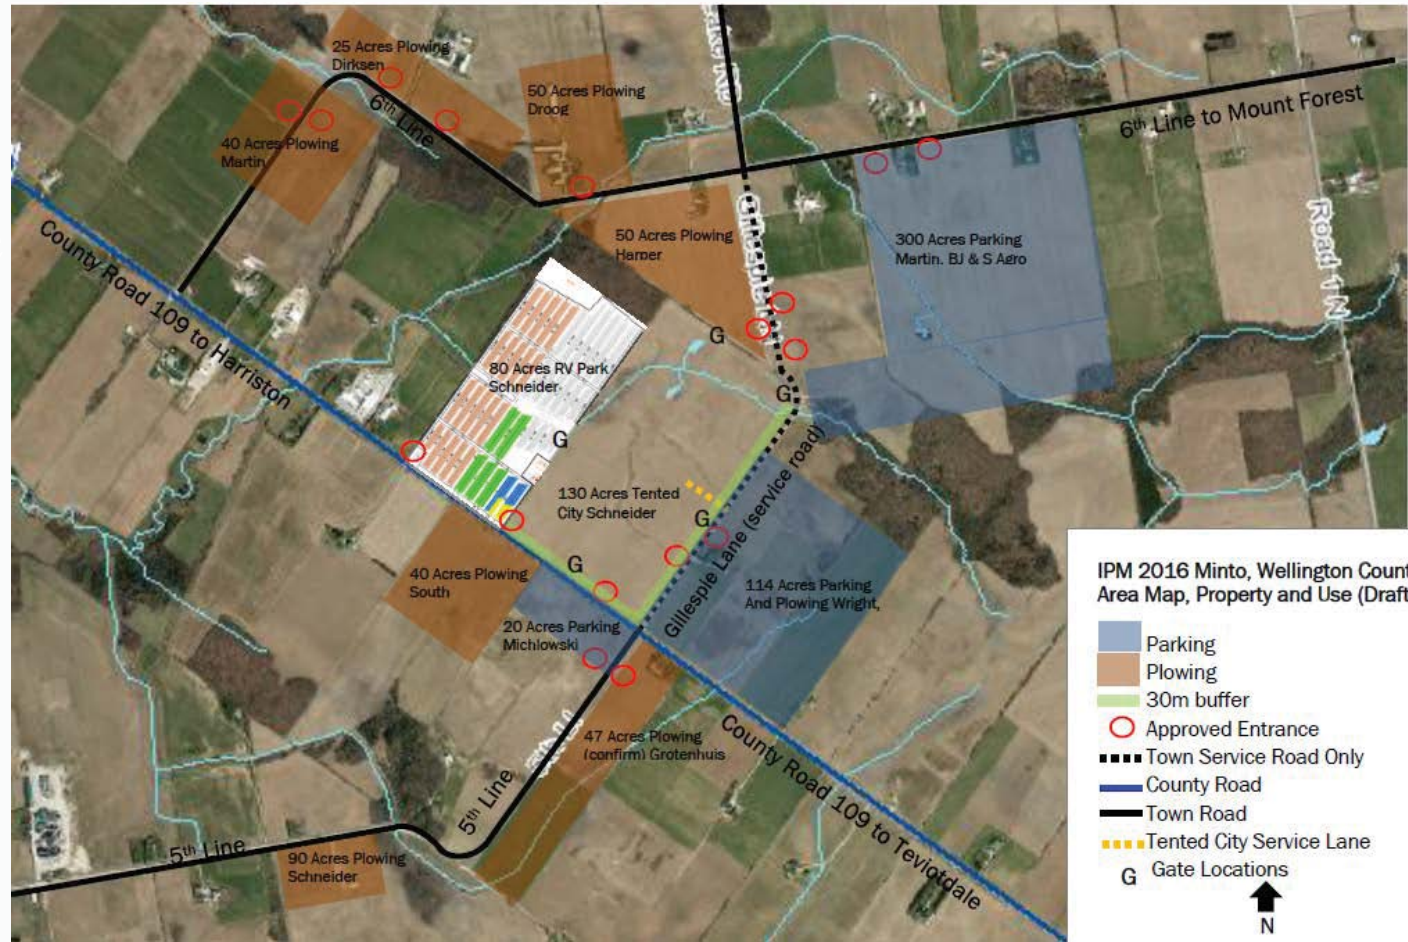 25 Acres Plowing
Dirksen
50 Acres Plowing
Droog
6th Line
40 Acres Plowing
Martin
6th Line to Mount Forest
50 Acres Plowing
Harper
300 Acres Parking
Martin. BJ & S Agro
Road 1 N
County Road 109 to Harriston
G
80 Acres RV Park
Schneider
G
G
130 Acres Tented
City Schneider
G
Gillesple Lane (service road)
G
40 Acres Plowing
South
114 Acres Parking
And Plowing Wright,
20 Acres Parking
Michlowski
47 Acres Plowing
(confirm) Grotenhuis
County Road 109 to Teviotdale
5th Line
5th Line
90 Acres Plowing
Schneider
IPM 2016 Minto, Wellington Count
Area Map, Property and Use (Draft
Parking
Plowing
30m buffer
Approved Entrance
Town Service Road Only
County Road
Town Road
Tented City Service Lane
G Gate Locations
N